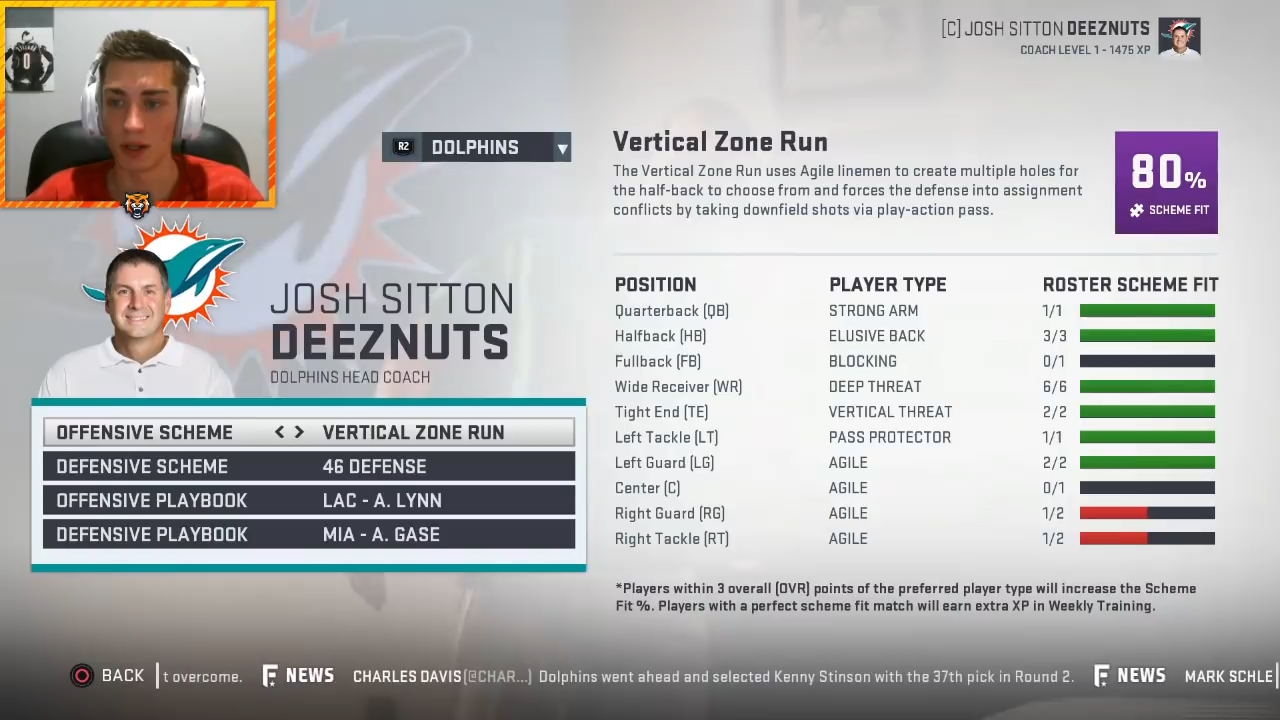 [C] JOSH SITTON DEEZNUTS
COACH LEVEL 1 - 1475 XP
0
R2 DOLPHINS
Vertical Zone Run
The Vertical Zone Run uses Agile linemen to create multiple holes for
the half-back to choose from and forces the defense into assignment
conflicts by taking downfield shots via play-action pass.
80%
SCHEME FIT
JOSH SITTON
DEEZNUTS
DOLPHINS HEAD COACH
OFFENSIVE SCHEME < > VERTICAL ZONE RUN
DEFENSIVE SCHEME 46 DEFENSE
OFFENSIVE PLAYBOOK LAC - A. LYNN
DEFENSIVE PLAYBOOK MIA - A. GASE
POSITION PLAYER TYPE ROSTER SCHEME FIT
Quarterback (QB) STRONG ARM 1/1
Halfback (HB) ELUSIVE BACK 3/3
Fullback (FB) BLOCKING 0/1
Wide Receiver (WR) DEEP THREAT 6/6
Tight End (TE) VERTICAL THREAT 2/2
Left Tackle (LT) PASS PROTECTOR 1/1
Left Guard (LG) AGILE 2/2
Center (C) AGILE 0/1
Right Guard (RG) AGILE 1/2
Right Tackle (RT) AGILE 1/2
*Players within 3 overall (OVR) points of the preferred player type will increase the Scheme
Fit %. Players with a perfect scheme fit match will earn extra XP in Weekly Training.
BACK t overcome. NEWS CHARLES DAVIS (@CHAR...) Dolphins went ahead and selected Kenny Stinson with the 37th pick in Round 2. NEWS MARK SCHLE